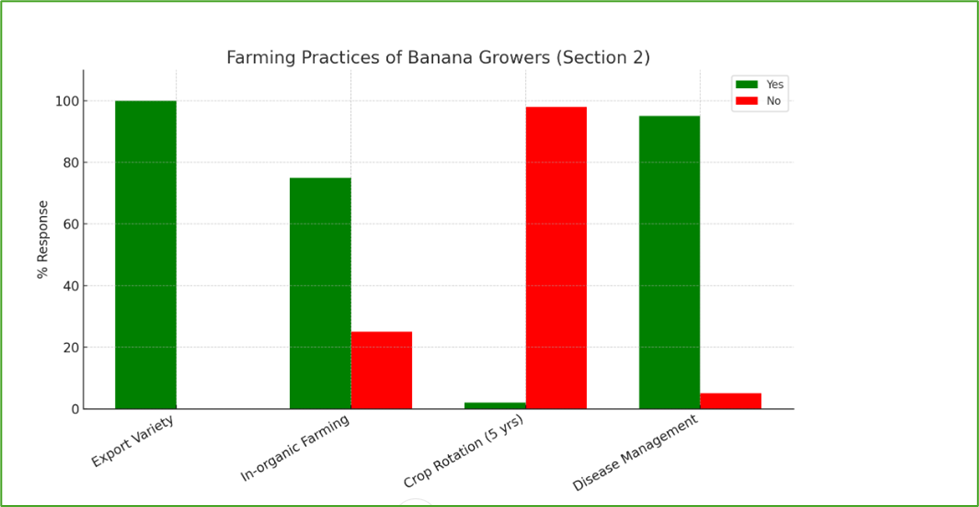 Farming Practices of Banana Growers (Section 2)
Yes
No
% Response
100
80
60
40
20
0
Export Variety
In-organic Farming
Crop Rotation (5 yrs)
Disease Management